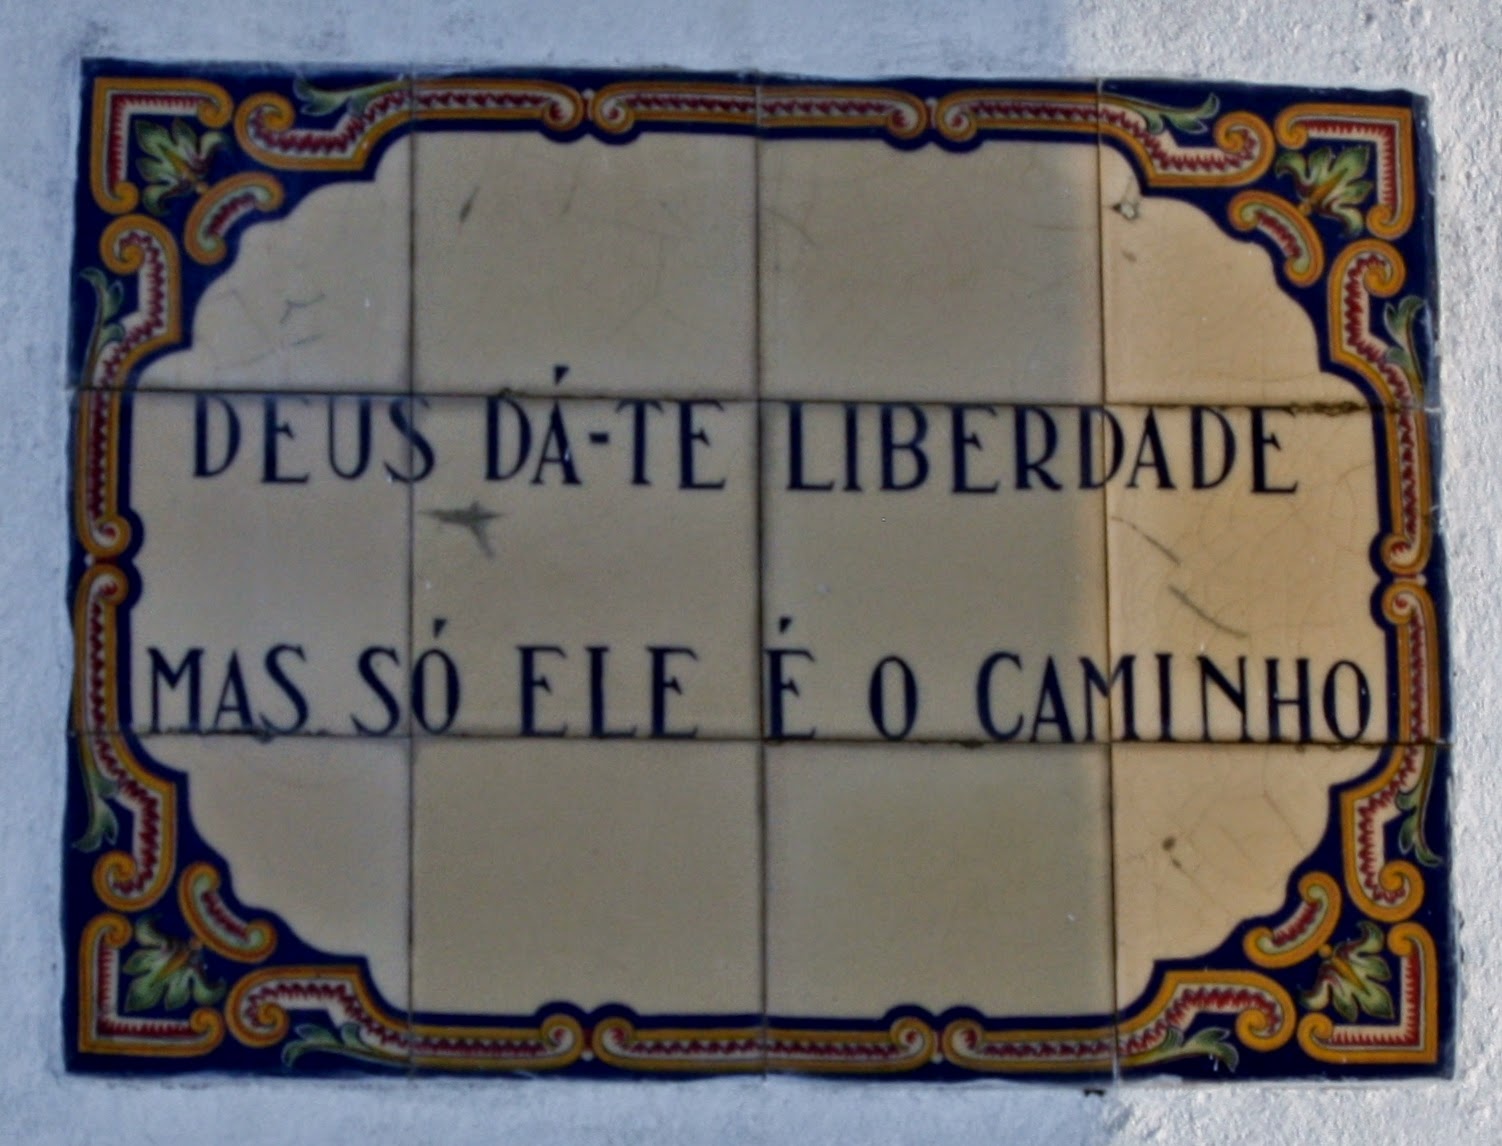 DEUS DÁ-TE LIBERDADE
MAS SÓ ELE É O CAMINHO